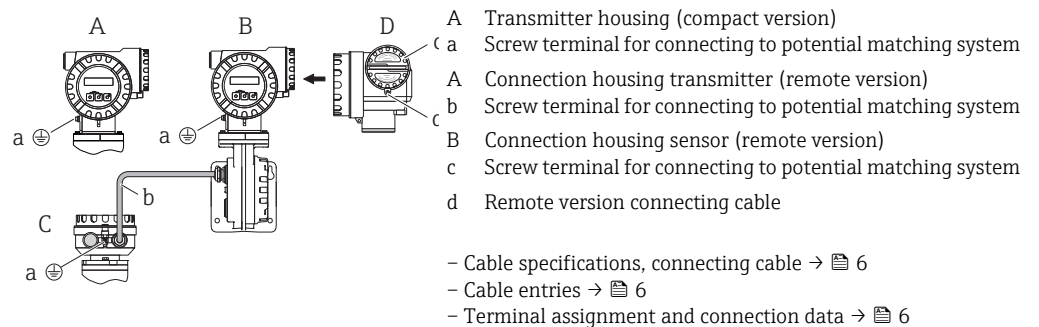 A
B
D
a
a
b
C
a
c
d
A Transmitter housing (compact version)
a Screw terminal for connecting to potential matching system
A Connection housing transmitter (remote version)
b Screw terminal for connecting to potential matching system
B Connection housing sensor (remote version)
c Screw terminal for connecting to potential matching system
d Remote version connecting cable
– Cable specifications, connecting cable → 6
– Cable entries → 6
– Terminal assignment and connection data → 6